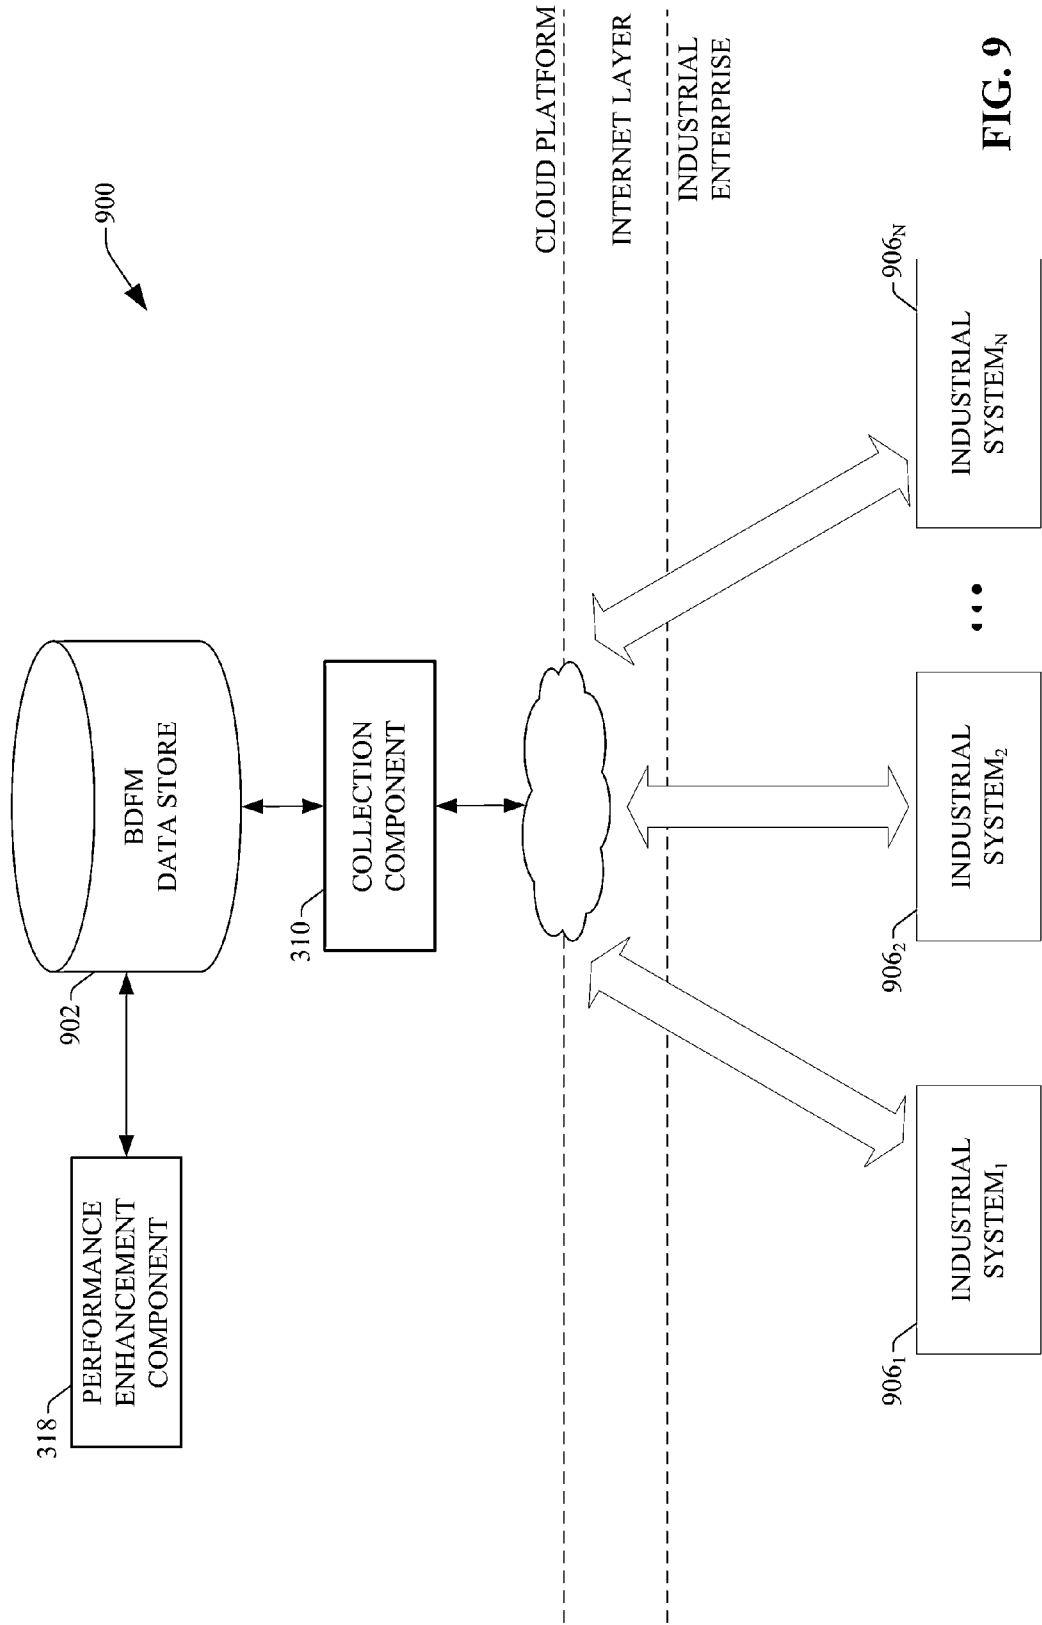 900
BDFM
DATA STORE
902
PERFORMANCE
ENHANCEMENT
COMPONENT
318
COLLECTION
COMPONENT
310
CLOUD PLATFORM
INTERNET LAYER
INDUSTRIAL
ENTERPRISE
INDUSTRIAL
SYSTEM₁
906₁
INDUSTRIAL
SYSTEM₂
906₂
...
INDUSTRIAL
SYSTEMN
906N
FIG. 9